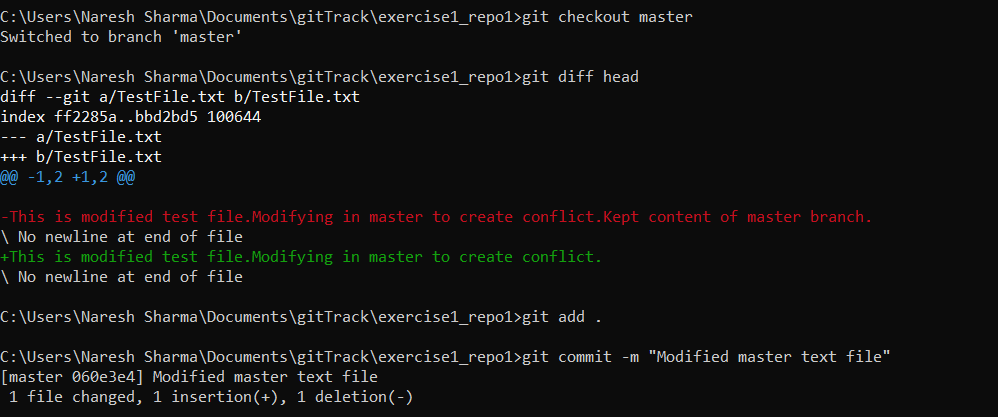 C:\Users\Naresh Sharma\Documents\gitTrack\exercise1_repo1>git checkout master
Switched to branch 'master'
C:\Users\Naresh Sharma\Documents\gitTrack\exercise1_repo1>git diff head
diff --git a/TestFile.txt b/TestFile.txt
index ff2285a..bbd2bd5 100644
--- a/TestFile.txt
+++ b/TestFile.txt
@@ -1,2 +1,2 @@
-This is modified test file.Modifying in master to create conflict.Kept content of master branch.
\ No newline at end of file
+This is modified test file.Modifying in master to create conflict.
\ No newline at end of file
C:\Users\Naresh Sharma\Documents\gitTrack\exercise1_repo1>git add .
C:\Users\Naresh Sharma\Documents\gitTrack\exercise1_repo1>git commit -m "Modified master text file"
[master 060e3e4] Modified master text file
 1 file changed, 1 insertion(+), 1 deletion(-)